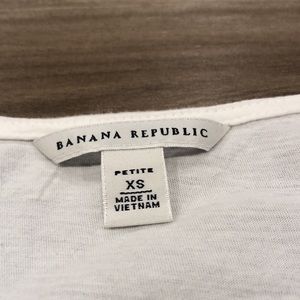 BANANA REPUBLIC
PETITE
XS
MADE IN
VIETNAM